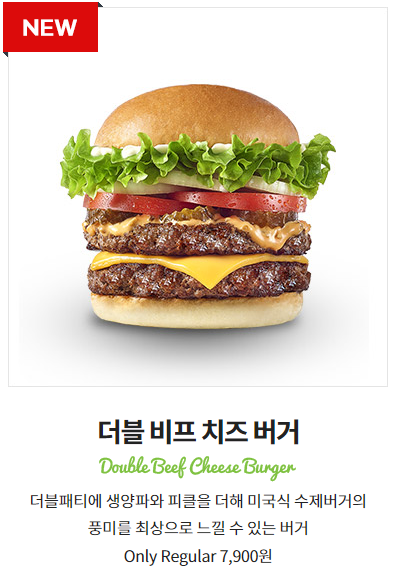 NEW
더블 비프 치즈 버거
Double Beef Cheese Burger
더블패티에 생양파와 피클을 더해 미국식 수제버거의
풍미를 최상으로 느낄 수 있는 버거
Only Regular 7,900원